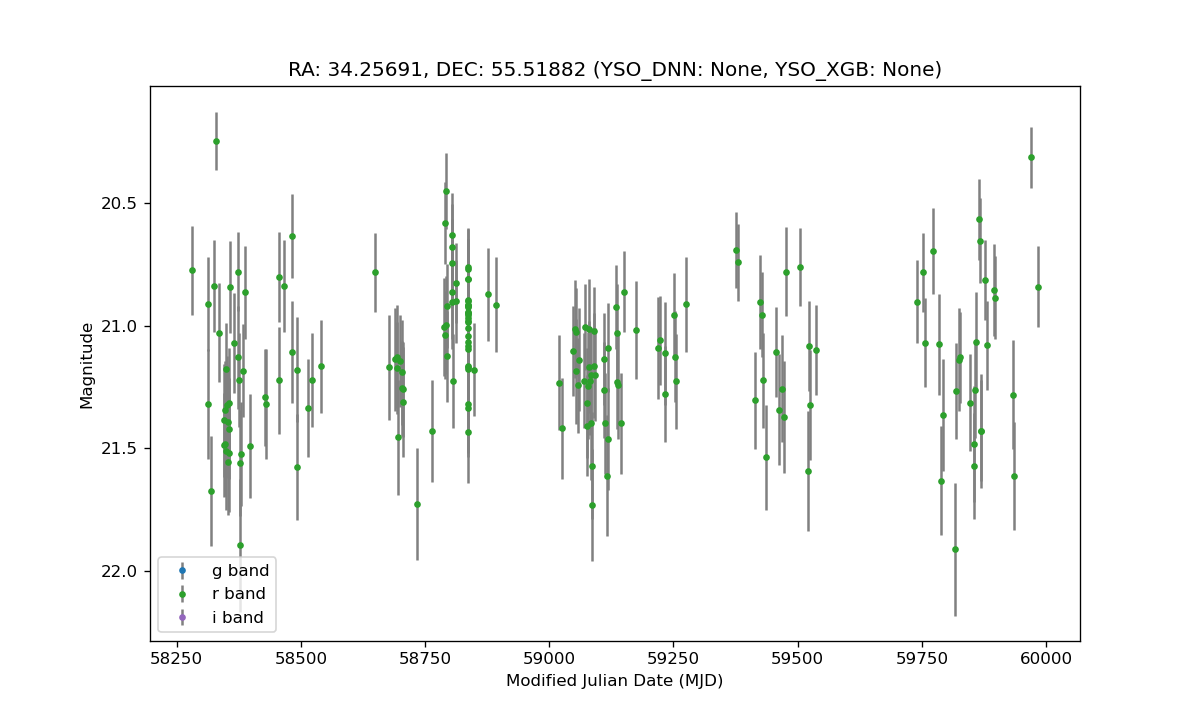 RA: 34.25691, DEC: 55.51882 (YSO_DNN: None, YSO_XGB: None)
20.5
21.0
21.5
22.0
Magnitude
g band
r band
i band
58250 58500 58750 59000 59250 59500 59750 60000
Modified Julian Date (MJD)